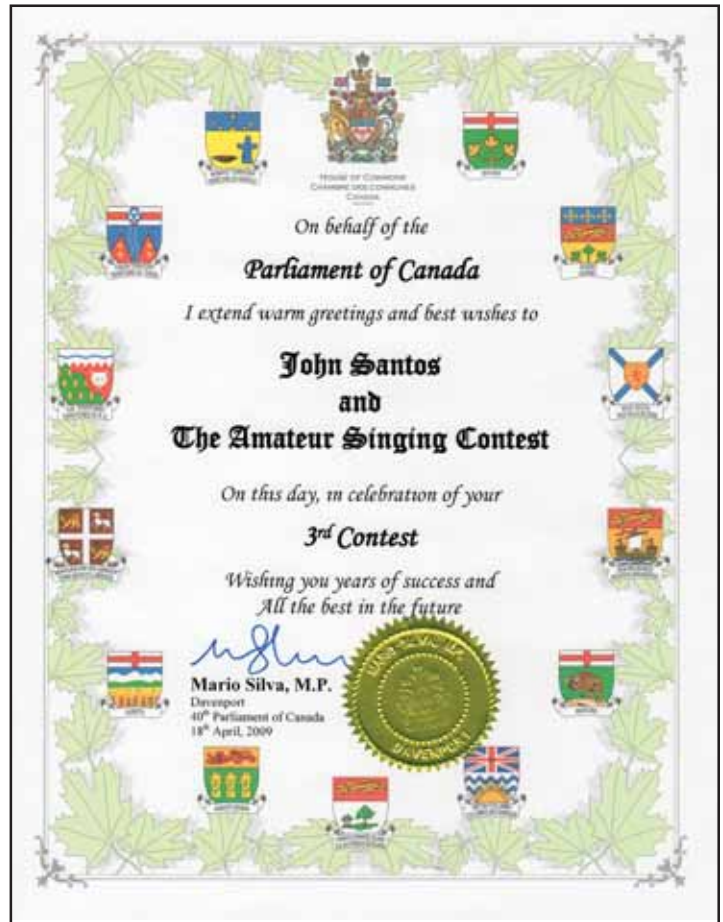 HOUSE OF COMMONS
CHAMBRE DES COMMUNES
CANADA
On behalf of the
Parliament of Canada
I extend warm greetings and best wishes to
John Santos
and
The Amateur Singing Contest
On this day, in celebration of your
3rd Contest
Wishing you years of success and
All the best in the future
Mario Silva, M.P.
Davenport
40th Parliament of Canada
18th April, 2009
MARIO SILVA, M.P.
DAVENPORT